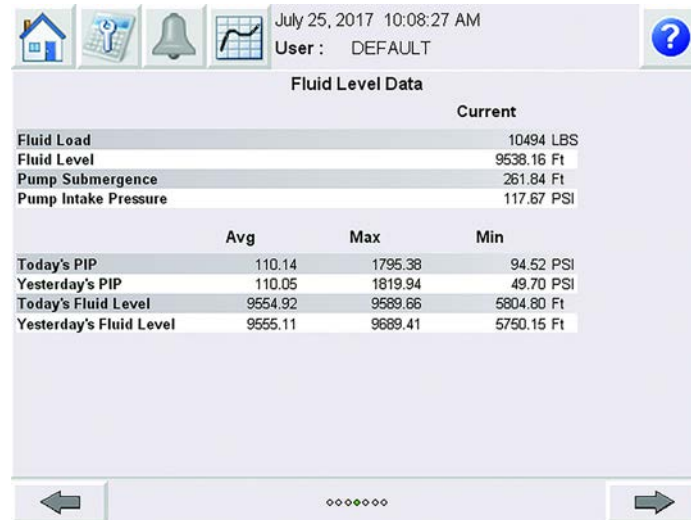 July 25, 2017 10:08:27 AM
User : DEFAULT
?
Fluid Level Data
Current
Fluid Load 10494 LBS
Fluid Level 9538.16 Ft
Pump Submergence 261.84 Ft
Pump Intake Pressure 117.67 PSI
Avg Max Min
Today's PIP 110.14 1795.38 94.52 PSI
Yesterday's PIP 110.05 1819.94 49.70 PSI
Today's Fluid Level 9554.92 9589.66 5804.80 Ft
Yesterday's Fluid Level 9555.11 9689.41 5750.15 Ft